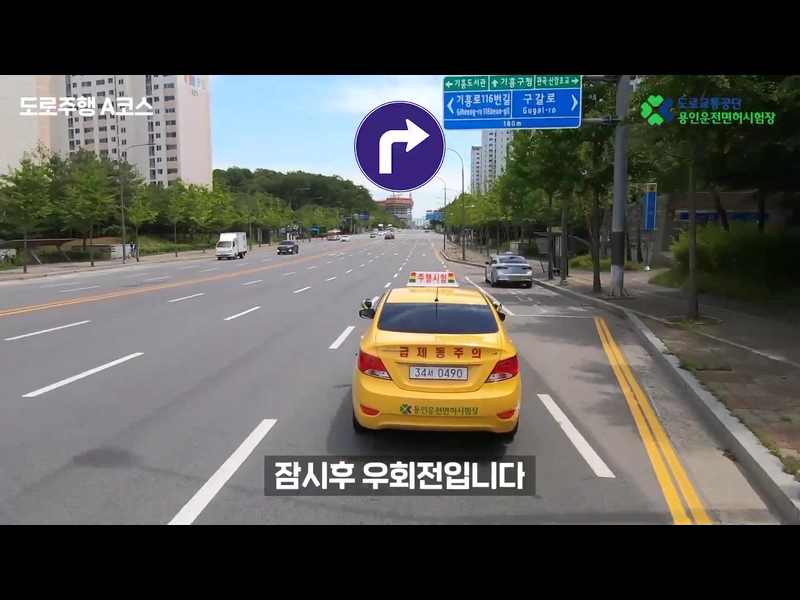 도로주행 A코스
기흥도서관
기흥구청
기흥로116번길
Giheung-ro 116beon-gil
구갈로
Gugal-ro
180m
도로교통공단
용인운전면허시험장
주행시험
급제동주의
34서 0490
용인운전면허시험장
잠시후 우회전입니다